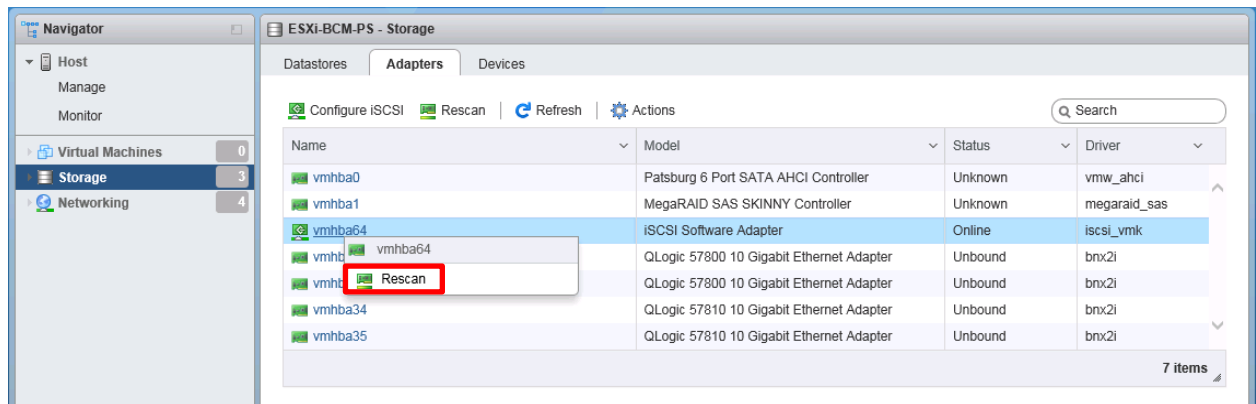 Navigator
Host
Manage
Monitor
Virtual Machines 0
Storage 3
Networking 4
ESXi-BCM-PS - Storage
Datastores Adapters Devices
Configure iSCSI Rescan Refresh Actions Search
Name Model Status Driver
vmhba0 Patsburg 6 Port SATA AHCI Controller Unknown vmw_ahci
vmhba1 MegaRAID SAS SKINNY Controller Unknown megaraid_sas
vmhba64 iSCSI Software Adapter Online iscsi_vmk
vmhba64
vmhb QLogic 57800 10 Gigabit Ethernet Adapter Unbound bnx2i
Rescan
vmhb QLogic 57800 10 Gigabit Ethernet Adapter Unbound bnx2i
vmhba34 QLogic 57810 10 Gigabit Ethernet Adapter Unbound bnx2i
vmhba35 QLogic 57810 10 Gigabit Ethernet Adapter Unbound bnx2i
7 items